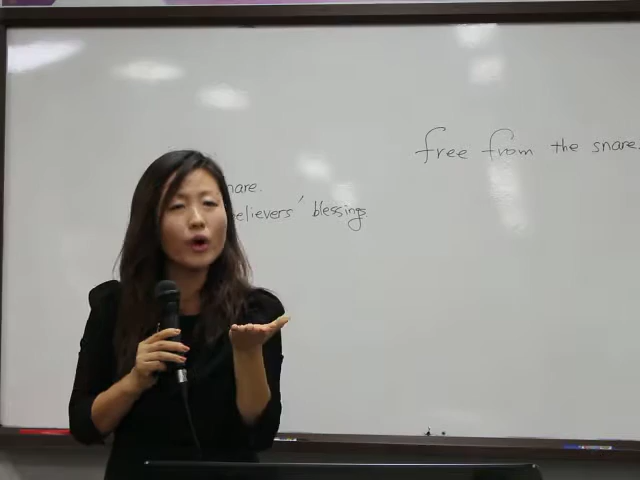 free from the snare.
nare.
elievers' blessings